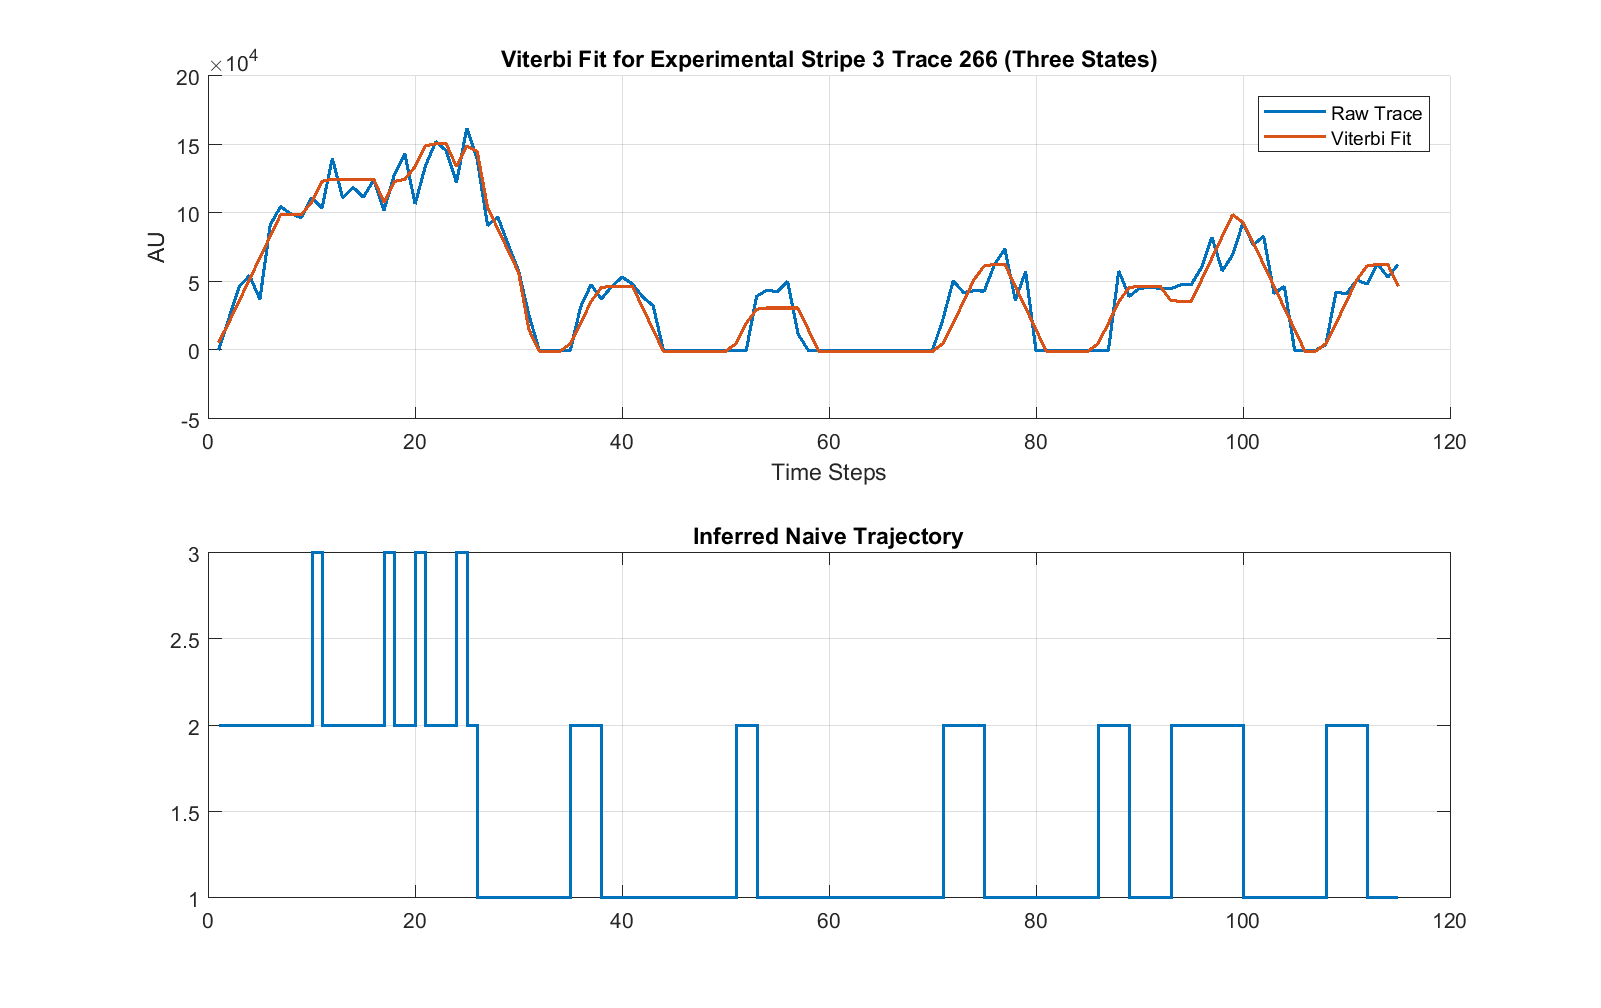 Viterbi Fit for Experimental Stripe 3 Trace 266 (Three States)
×10⁴
20
15
10
5
0
-5
AU
Raw Trace
Viterbi Fit
0 20 40 60 80 100 120
Time Steps
Inferred Naive Trajectory
3
2.5
2
1.5
1
0 20 40 60 80 100 120